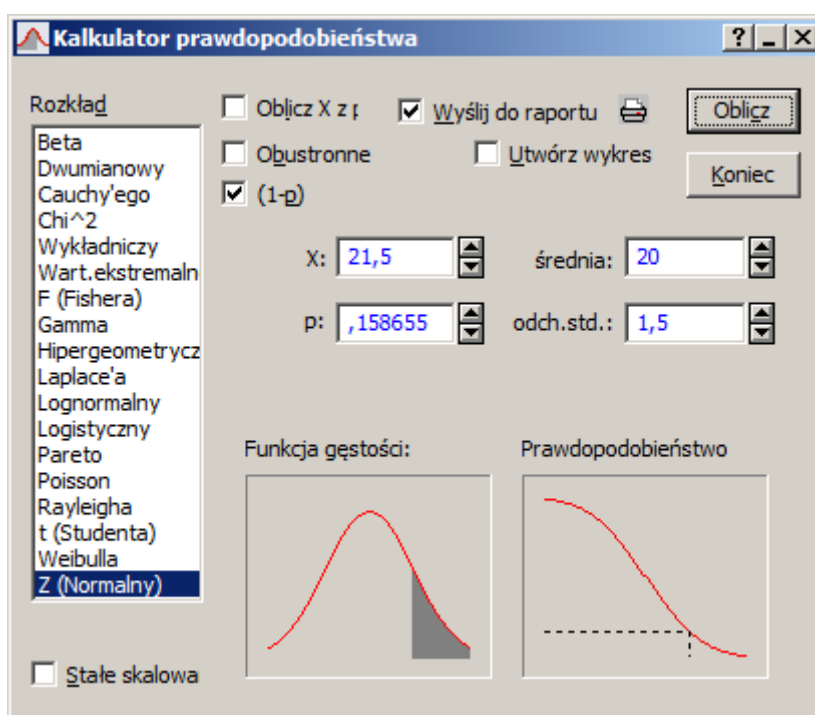 Kalkulator prawdopodobieństwa
Rozkład
Beta
Dwumianowy
Cauchy'ego
Chi^2
Wykładniczy
Wart.ekstremaln
F (Fishera)
Gamma
Hipergeometrycz
Laplace'a
Lognormalny
Logistyczny
Pareto
Poisson
Rayleigha
t (Studenta)
Weibulla
Z (Normalny)
Stałe skalowa
Oblicz X z p
Wyślij do raportu
Oblicz
Obustronne
Utwórz wykres
Koniec
(1-p)
X: 21,5
średnia: 20
p: ,158655
odch.std.: 1,5
Funkcja gęstości:
Prawdopodobieństwo